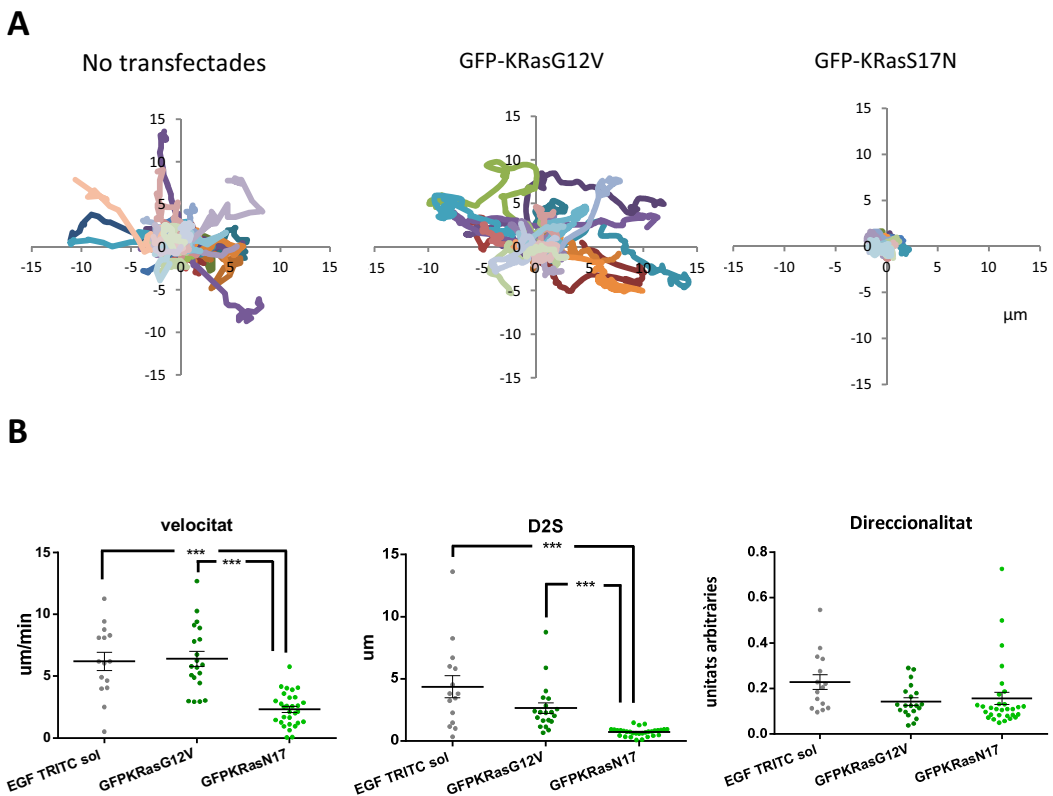 A
No transfectades
GFP-KRasG12V
GFP-KRasS17N
15
10
5
0
-5
-10
-15
-15
-10
-5
0
5
10
15
15
10
5
0
-5
-10
-15
15
-10
-5
0
5
10
15
15
10
5
0
-5
-10
-15
-15
-10
-5
0
5
10
15
µm
B
velocitat
um/min
15
10
5
0
***
***
EGF TRITC sol
GFPKRasG12V
GFPKRasN17
D2S
um
15
10
5
0
***
***
EGF TRITC sol
GFPKRasG12V
GFPKRasN17
Direccionalitat
unitats arbitràries
0.8
0.6
0.4
0.2
0.0
EGF TRITC sol
GFPKRasG12V
GFPKRasN17